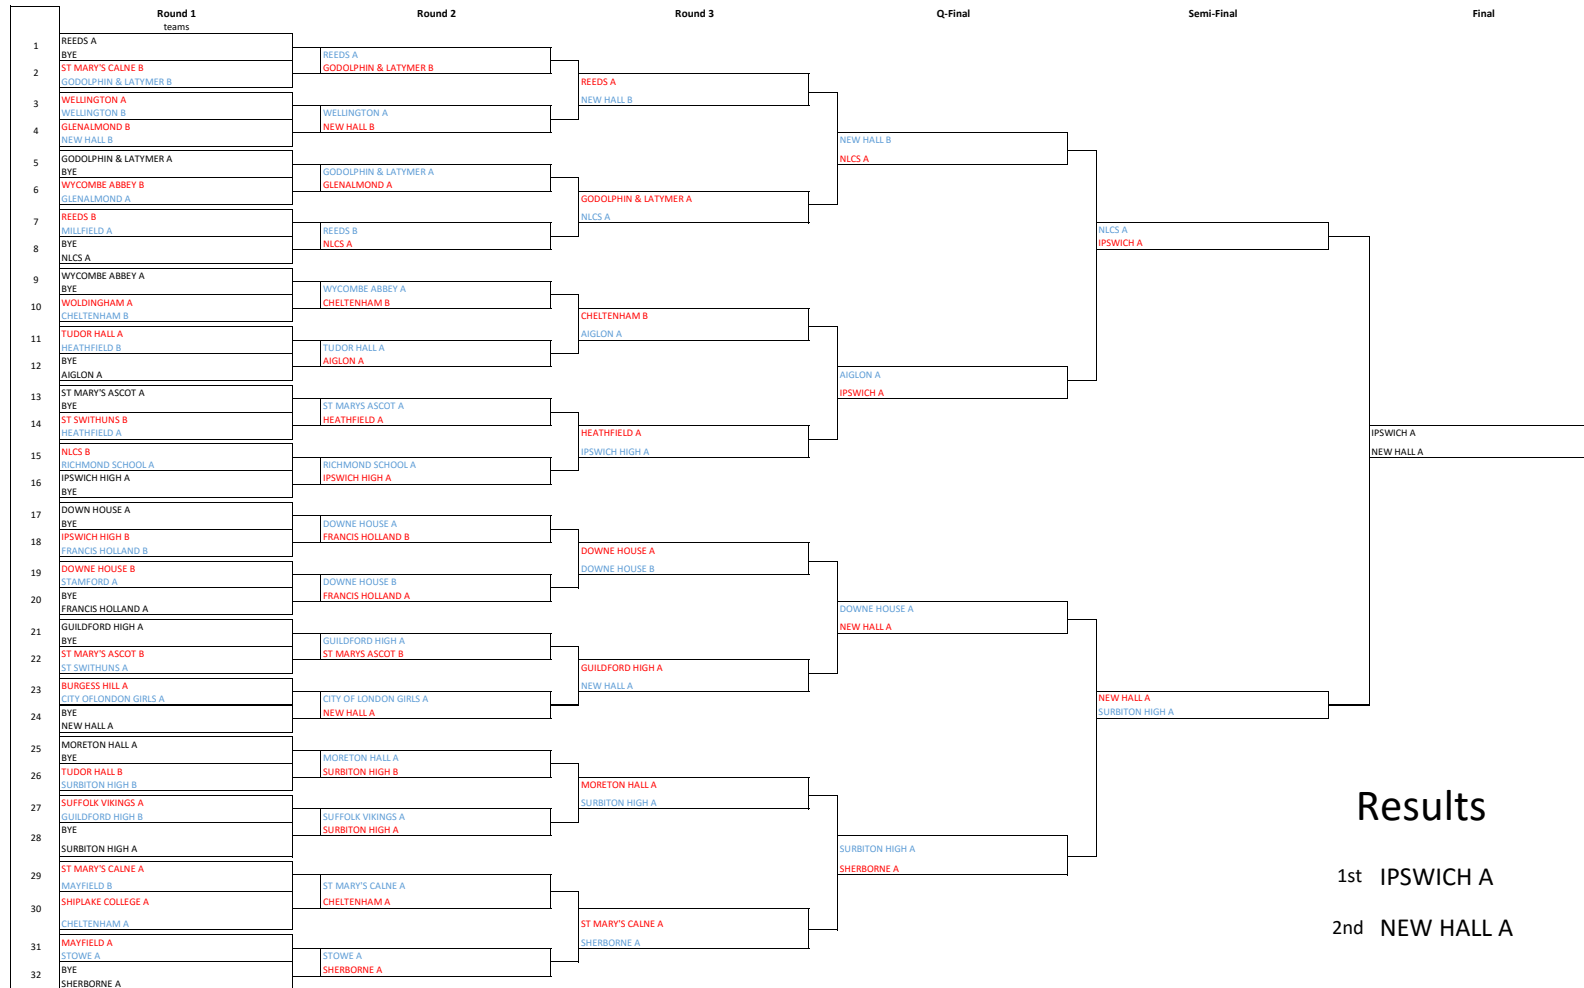 Round 1
teams
Round 2
Round 3
Q-Final
Semi-Final
Final
1
REEDS A
BYE
2
ST MARY'S CALNE B
GODOLPHIN & LATYMER B
3
WELLINGTON A
WELLINGTON B
4
GLENALMOND B
NEW HALL B
5
GODOLPHIN & LATYMER A
BYE
6
WYCOMBE ABBEY B
GLENALMOND A
7
REEDS B
MILLFIELD A
8
BYE
NLCS A
9
WYCOMBE ABBEY A
BYE
10
WOLDINGHAM A
CHELTENHAM B
11
TUDOR HALL A
HEATHFIELD B
12
BYE
AIGLON A
13
ST MARY'S ASCOT A
BYE
14
ST SWITHUNS B
HEATHFIELD A
15
NLCS B
RICHMOND SCHOOL A
16
IPSWICH HIGH A
BYE
17
DOWN HOUSE A
BYE
18
IPSWICH HIGH B
FRANCIS HOLLAND B
19
DOWNE HOUSE B
STAMFORD A
20
BYE
FRANCIS HOLLAND A
21
GUILDFORD HIGH A
BYE
22
ST MARY'S ASCOT B
ST SWITHUNS A
23
BURGESS HILL A
CITY OFLONDON GIRLS A
24
BYE
NEW HALL A
25
MORETON HALL A
BYE
26
TUDOR HALL B
SURBITON HIGH B
27
SUFFOLK VIKINGS A
GUILDFORD HIGH B
28
BYE
SURBITON HIGH A
29
ST MARY'S CALNE A
MAYFIELD B
30
SHIPLAKE COLLEGE A
CHELTENHAM A
31
MAYFIELD A
STOWE A
32
BYE
SHERBORNE A
REEDS A
GODOLPHIN & LATYMER B
WELLINGTON A
NEW HALL B
GODOLPHIN & LATYMER A
GLENALMOND A
REEDS B
NLCS A
WYCOMBE ABBEY A
CHELTENHAM B
TUDOR HALL A
AIGLON A
ST MARYS ASCOT A
HEATHFIELD A
RICHMOND SCHOOL A
IPSWICH HIGH A
DOWNE HOUSE A
FRANCIS HOLLAND B
DOWNE HOUSE B
FRANCIS HOLLAND A
GUILDFORD HIGH A
ST MARYS ASCOT B
CITY OF LONDON GIRLS A
NEW HALL A
MORETON HALL A
SURBITON HIGH B
SUFFOLK VIKINGS A
SURBITON HIGH A
ST MARY'S CALNE A
CHELTENHAM A
STOWE A
SHERBORNE A
REEDS A
NEW HALL B
GODOLPHIN & LATYMER A
NLCS A
CHELTENHAM B
AIGLON A
HEATHFIELD A
IPSWICH HIGH A
DOWNE HOUSE A
DOWNE HOUSE B
GUILDFORD HIGH A
NEW HALL A
MORETON HALL A
SURBITON HIGH A
ST MARY'S CALNE A
SHERBORNE A
NEW HALL B
NLCS A
AIGLON A
IPSWICH A
DOWNE HOUSE A
NEW HALL A
SURBITON HIGH A
SHERBORNE A
NLCS A
IPSWICH A
NEW HALL A
SURBITON HIGH A
IPSWICH A
NEW HALL A
Results
1st IPSWICH A
2nd NEW HALL A